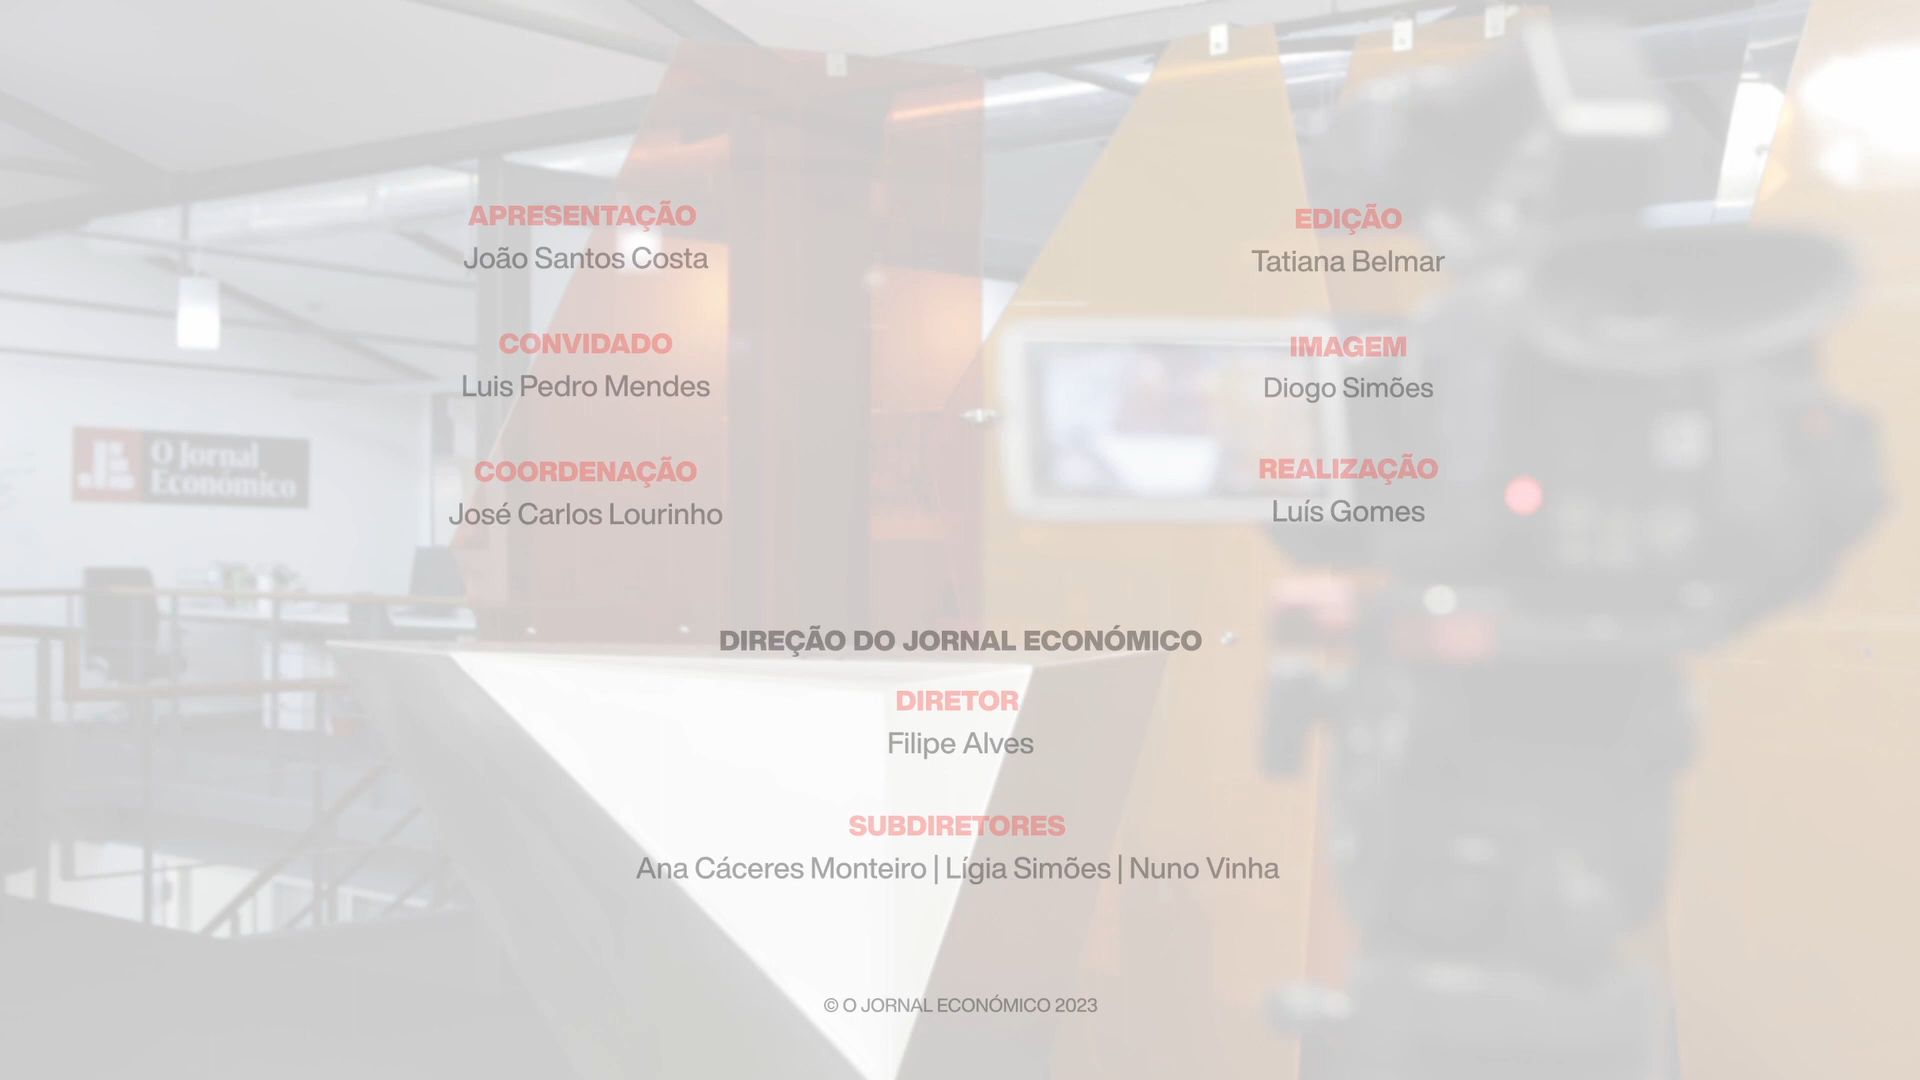 APRESENTAÇÃO
João Santos Costa
CONVIDADO
Luis Pedro Mendes
COORDENAÇÃO
José Carlos Lourinho
EDIÇÃO
Tatiana Belmar
IMAGEM
Diogo Simões
REALIZAÇÃO
Luís Gomes
O Jornal
Económico
DIREÇÃO DO JORNAL ECONÓMICO
DIRETOR
Filipe Alves
SUBDIRETORES
Ana Cáceres Monteiro | Lígia Simões | Nuno Vinha
© O JORNAL ECONÓMICO 2023